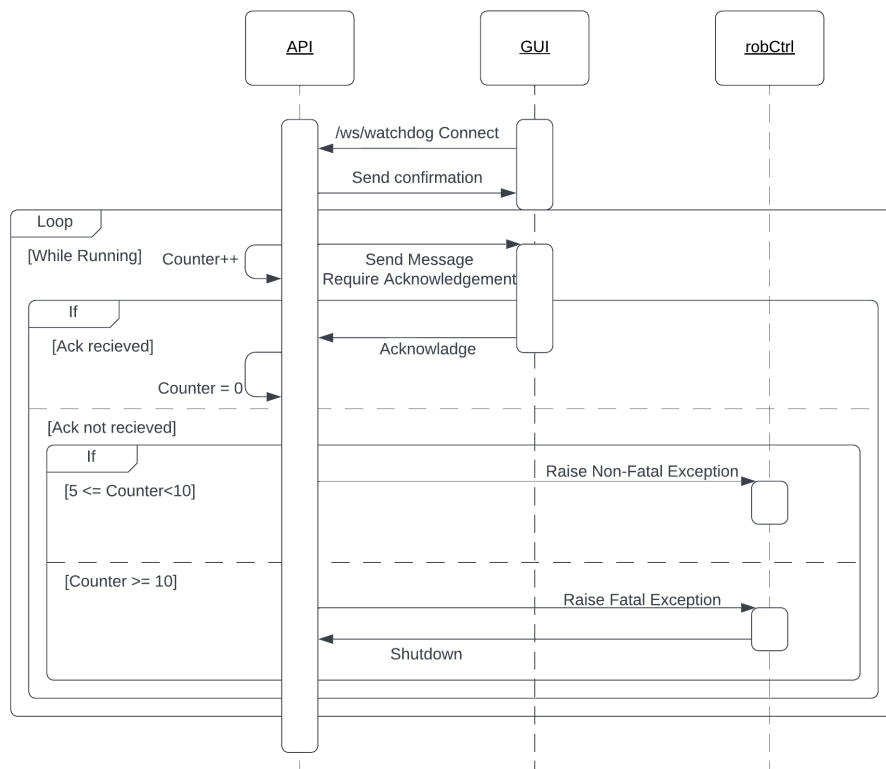 API
GUI
robCtrl
/ws/watchdog Connect
Send confirmation
Loop
[While Running]
Counter++
Send Message
Require Acknowledgement
If
[Ack recieved]
Acknowladge
Counter = 0
[Ack not recieved]
If
Raise Non-Fatal Exception
[5 <= Counter<10]
[Counter >= 10]
Raise Fatal Exception
Shutdown